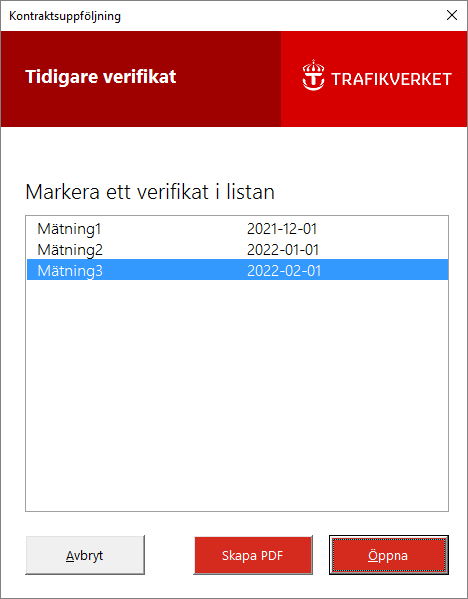 Kontraktsuppföljning
Tidigare verifikat
TRAFIKVERKET
Markera ett verifikat i listan
Mätning1 2021-12-01
Mätning2 2022-01-01
Mätning3 2022-02-01
Avbryt Skapa PDF Öppna